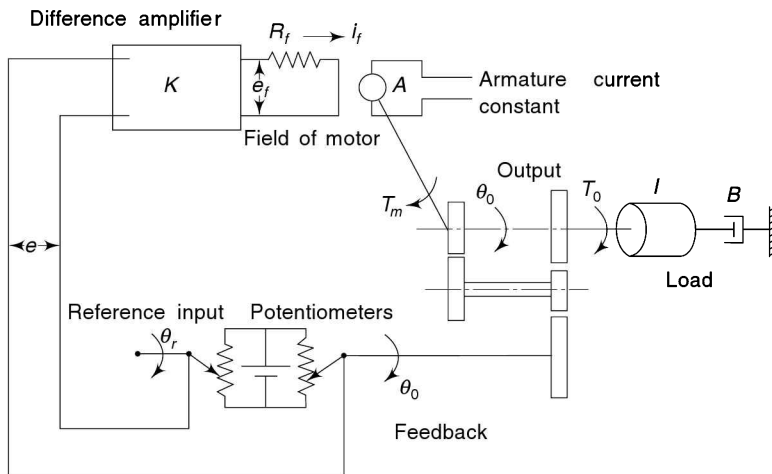 Difference amplifier
R_f i_f
K
e_f
A
Armature current
constant
Field of motor
Output
T_m
θ_0
T_0
I
B
Load
e
Reference input
Potentiometers
θ_r
θ_0
Feedback